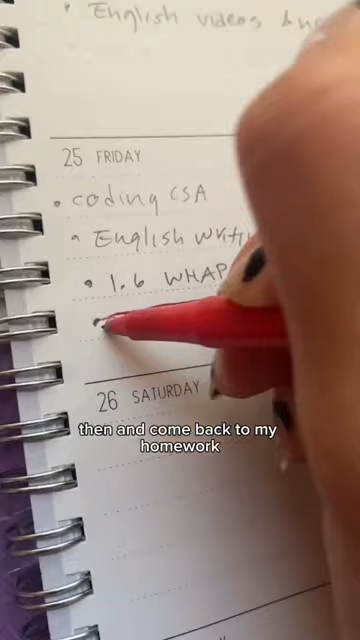 • English videos
25 FRIDAY
• coding CSA
• English
• 1.6 WHAP
•
26 SATURDAY
then and come back to my
homework